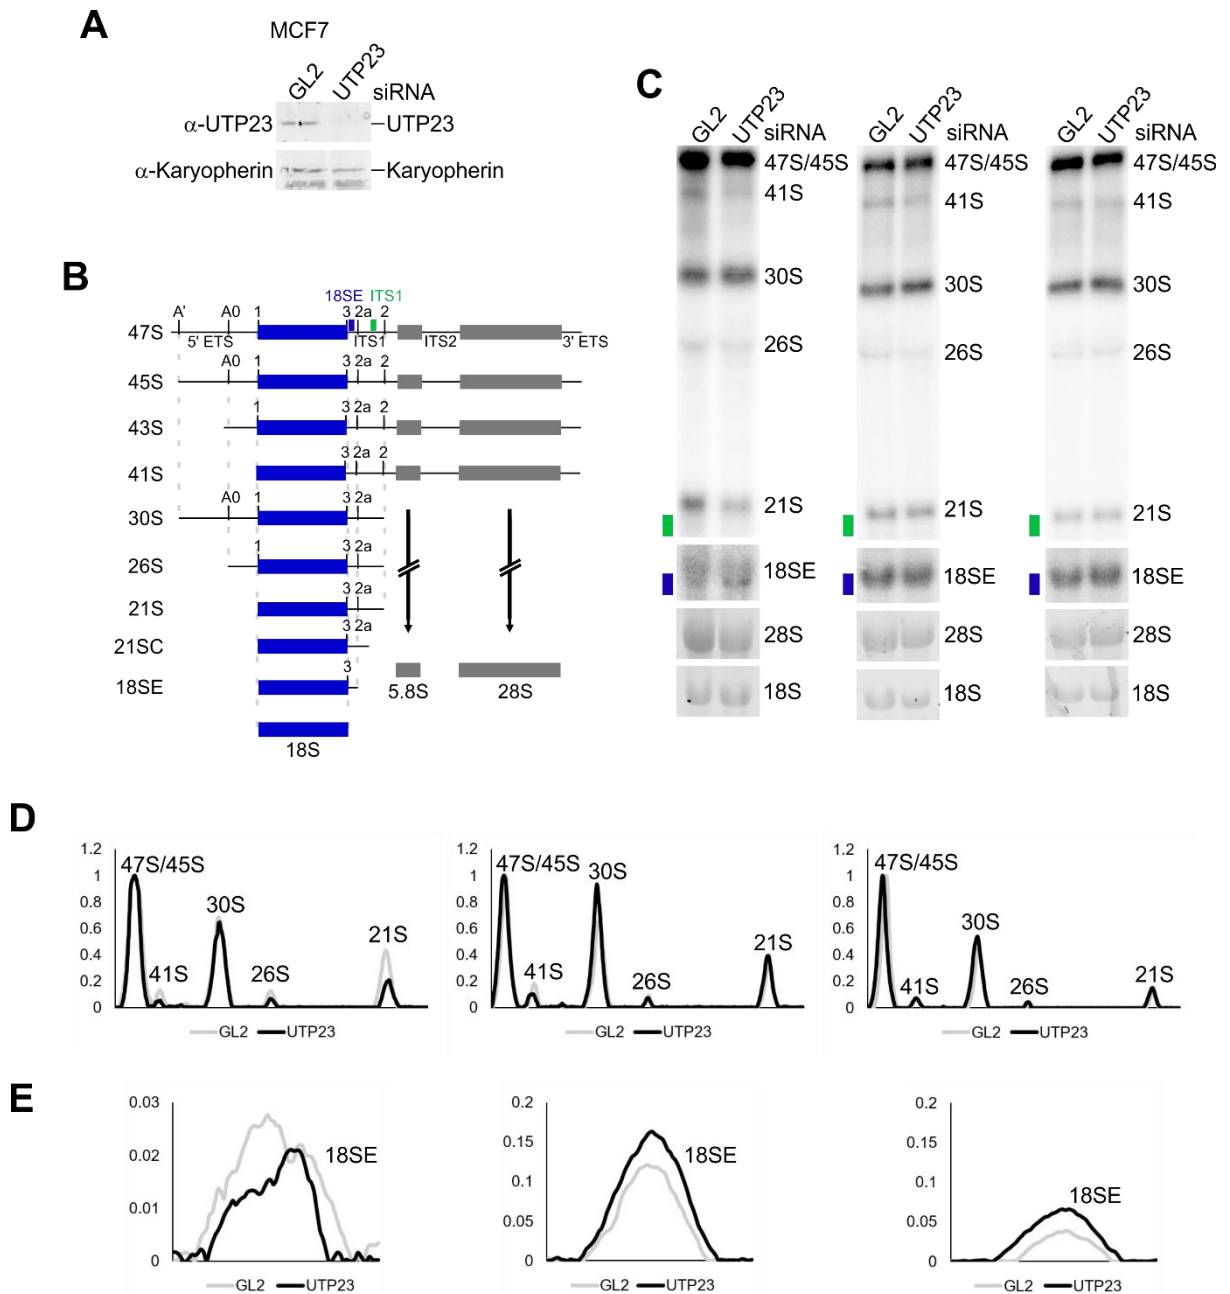 A
MCF7
GL2 UTP23 siRNA
α-UTP23 UTP23
α-Karyopherin Karyopherin
B
18SE ITS1
A' A0 1 3 2a 2
47S
5' ETS ITS1 ITS2 3' ETS
A0 1 3 2a 2
45S
1 3 2a 2
43S
3 2a 2
41S
A0 1 3 2a
30S
1 3 2a
26S
3 2a
21S
3 2a
21SC
3
18SE
5.8S 28S
18S
C
GL2 UTP23 siRNA
47S/45S
41S
30S
26S
21S
18SE
28S
18S
GL2 UTP23 siRNA
47S/45S
41S
30S
26S
21S
18SE
28S
18S
GL2 UTP23 siRNA
47S/45S
41S
30S
26S
21S
18SE
28S
18S
D
1.2
1
0.8
0.6
0.4
0.2
0
47S/45S
41S
30S
26S
21S
GL2 UTP23
1.2
1
0.8
0.6
0.4
0.2
0
47S/45S
41S
30S
26S
21S
GL2 UTP23
1.2
1
0.8
0.6
0.4
0.2
0
47S/45S
41S
30S
26S
21S
GL2 UTP23
E
0.03
0.02
0.01
0
18SE
GL2 UTP23
0.2
0.15
0.1
0.05
0
18SE
GL2 UTP23
0.2
0.15
0.1
0.05
0
18SE
GL2 UTP23